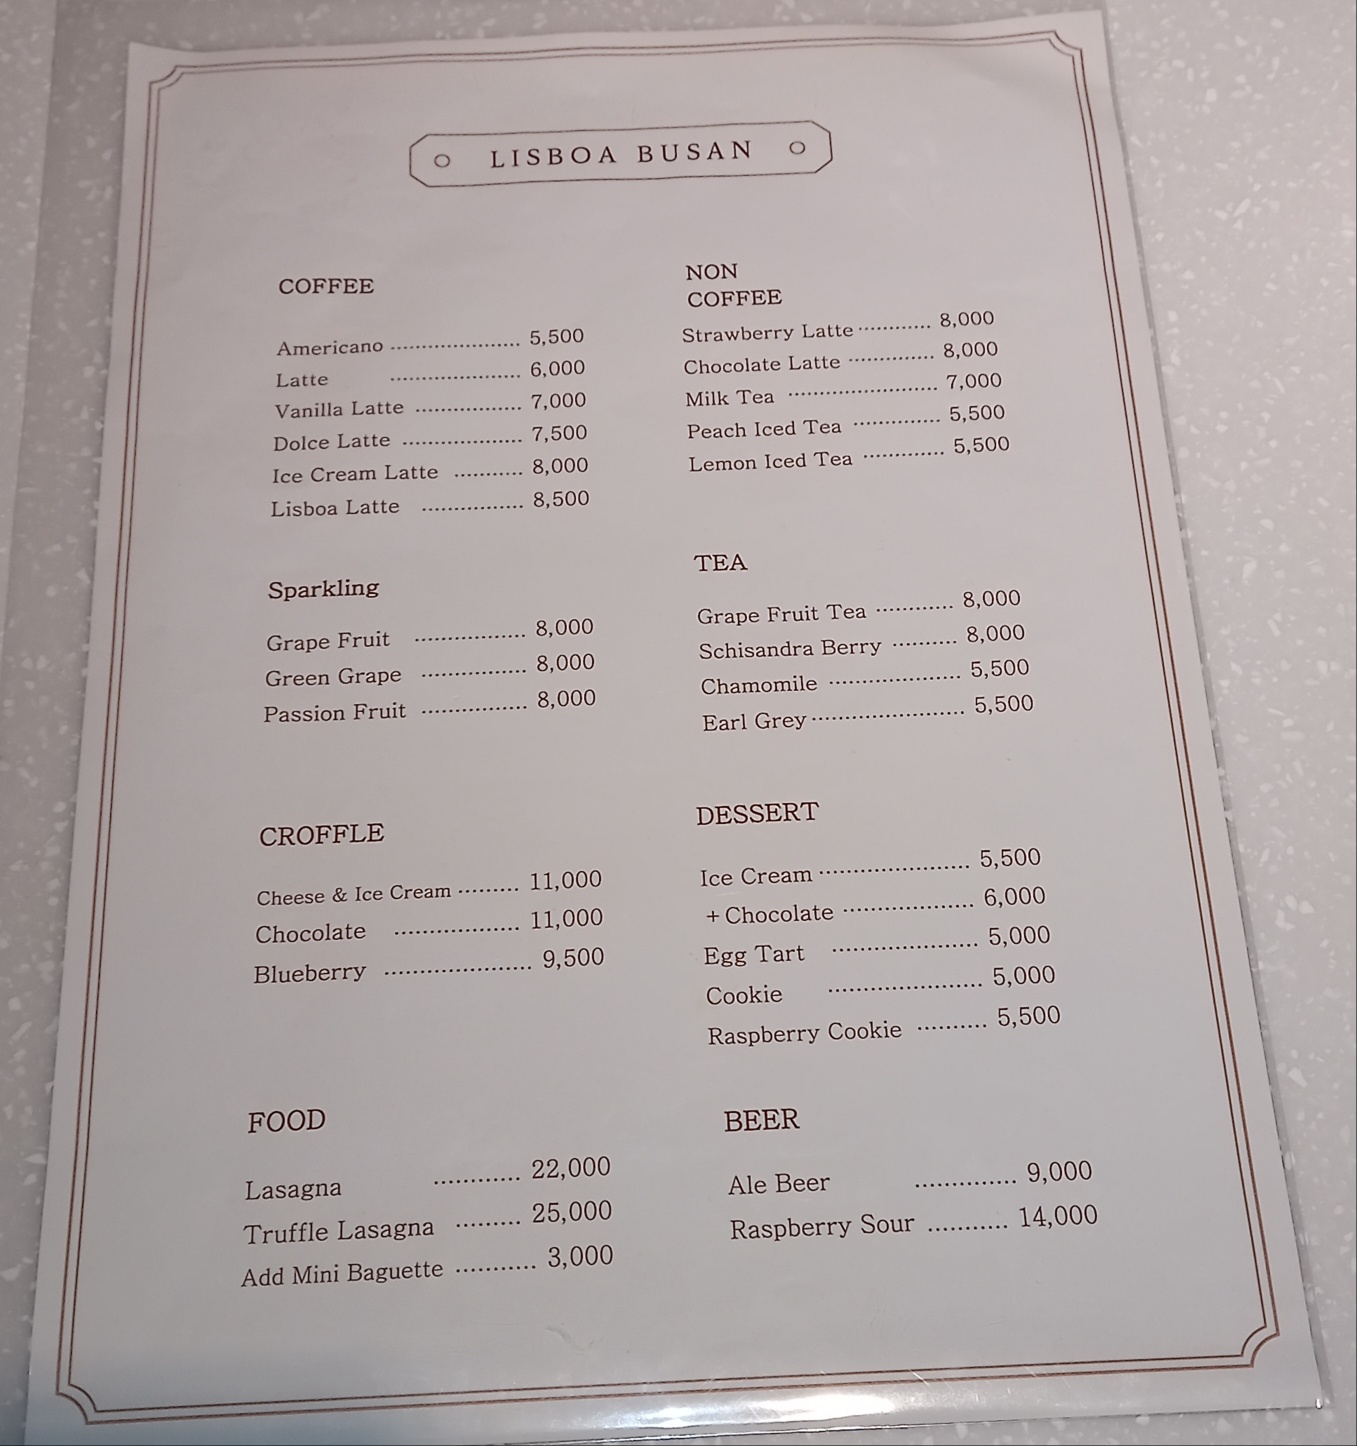 LISBOA BUSAN
COFFEE
Americano 5,500
Latte 6,000
Vanilla Latte 7,000
Dolce Latte 7,500
Ice Cream Latte 8,000
Lisboa Latte 8,500
NON
COFFEE
Strawberry Latte 8,000
Chocolate Latte 8,000
Milk Tea 7,000
Peach Iced Tea 5,500
Lemon Iced Tea 5,500
Sparkling
Grape Fruit 8,000
Green Grape 8,000
Passion Fruit 8,000
TEA
Grape Fruit Tea 8,000
Schisandra Berry 8,000
Chamomile 5,500
Earl Grey 5,500
CROFFLE
Cheese & Ice Cream 11,000
Chocolate 11,000
Blueberry 9,500
DESSERT
Ice Cream 5,500
+ Chocolate 6,000
Egg Tart 5,000
Cookie 5,000
Raspberry Cookie 5,500
FOOD
Lasagna 22,000
Truffle Lasagna 25,000
Add Mini Baguette 3,000
BEER
Ale Beer 9,000
Raspberry Sour 14,000